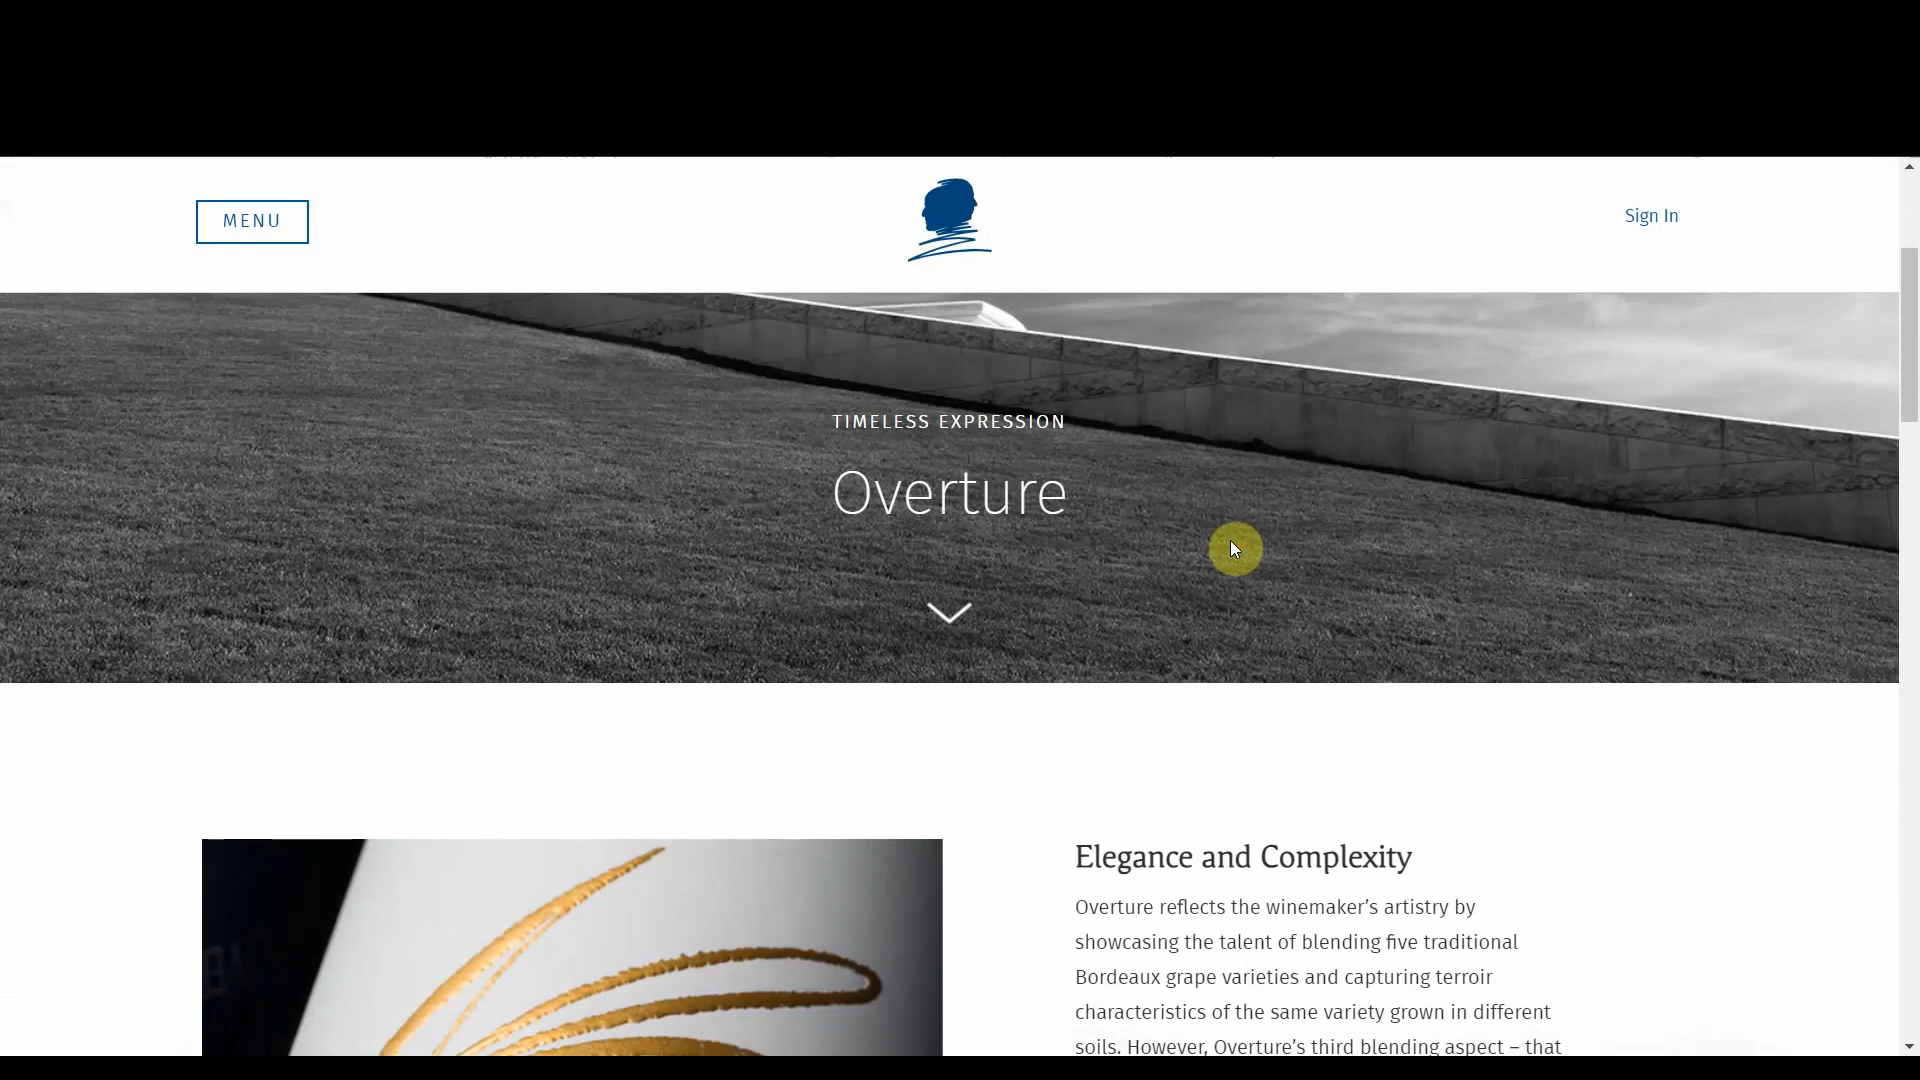 MENU
Sign In
TIMELESS EXPRESSION
Overture
Elegance and Complexity
Overture reflects the winemaker’s artistry by
showcasing the talent of blending five traditional
Bordeaux grape varieties and capturing terroir
characteristics of the same variety grown in different
soils. However, Overture’s third blending aspect – that